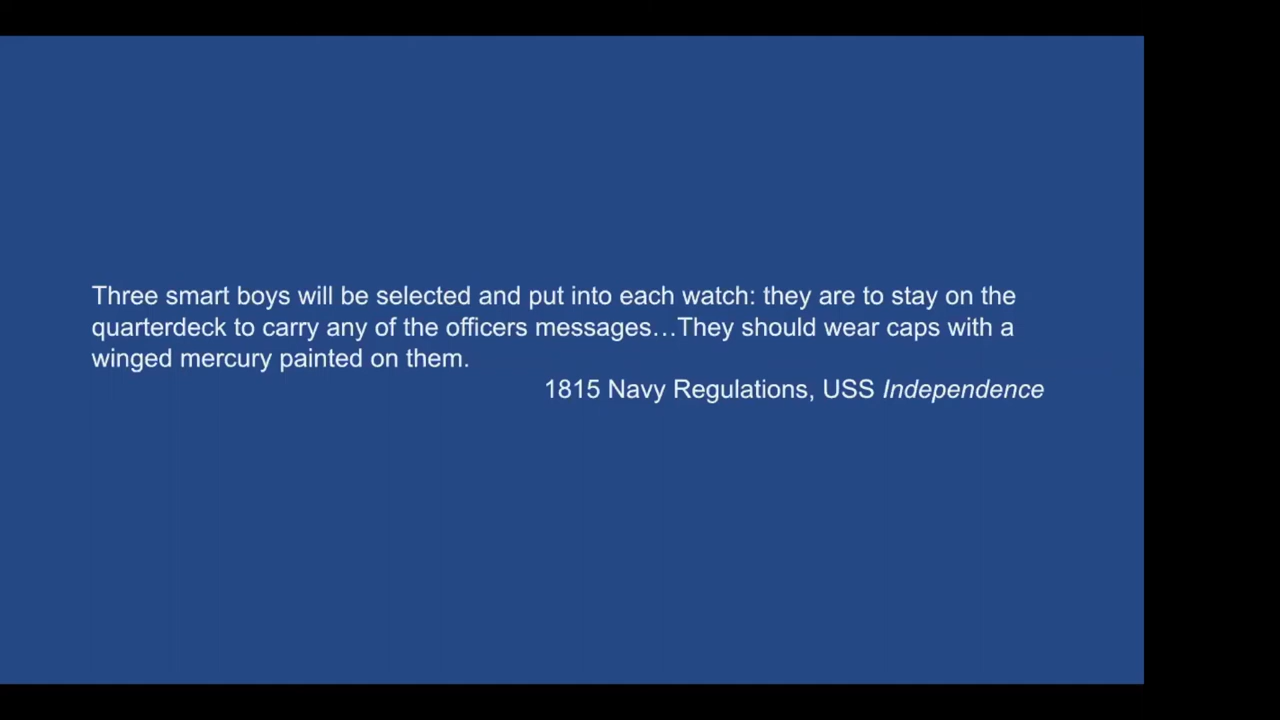 Three smart boys will be selected and put into each watch: they are to stay on the
quarterdeck to carry any of the officers messages…They should wear caps with a
winged mercury painted on them.
1815 Navy Regulations, USS Independence